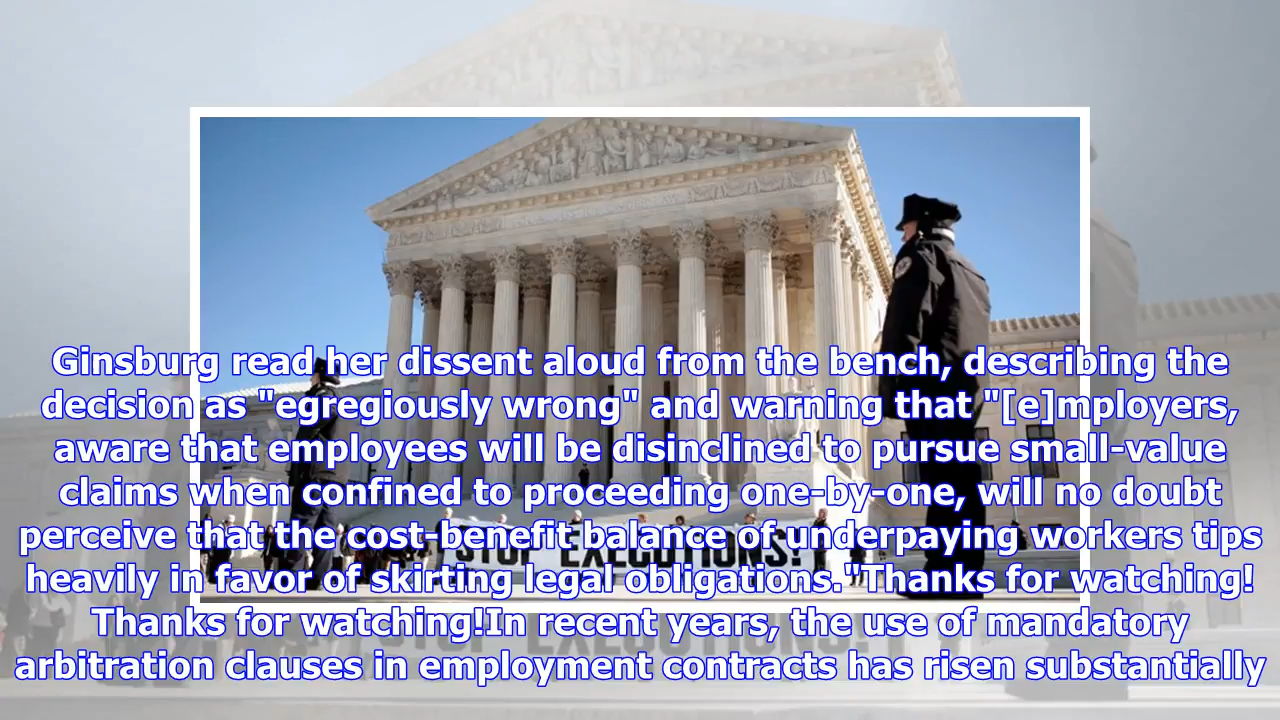 Ginsburg read her dissent aloud from the bench, describing the
decision as "egregiously wrong" and warning that "[e]mployers,
aware that employees will be disinclined to pursue small-value
claims when confined to proceeding one-by-one, will no doubt
perceive that the cost-benefit balance of underpaying workers tips
STOP EXECUTIONS!
heavily in favor of skirting legal obligations."Thanks for watching!
Thanks for watching!In recent years, the use of mandatory
arbitration clauses in employment contracts has risen substantially